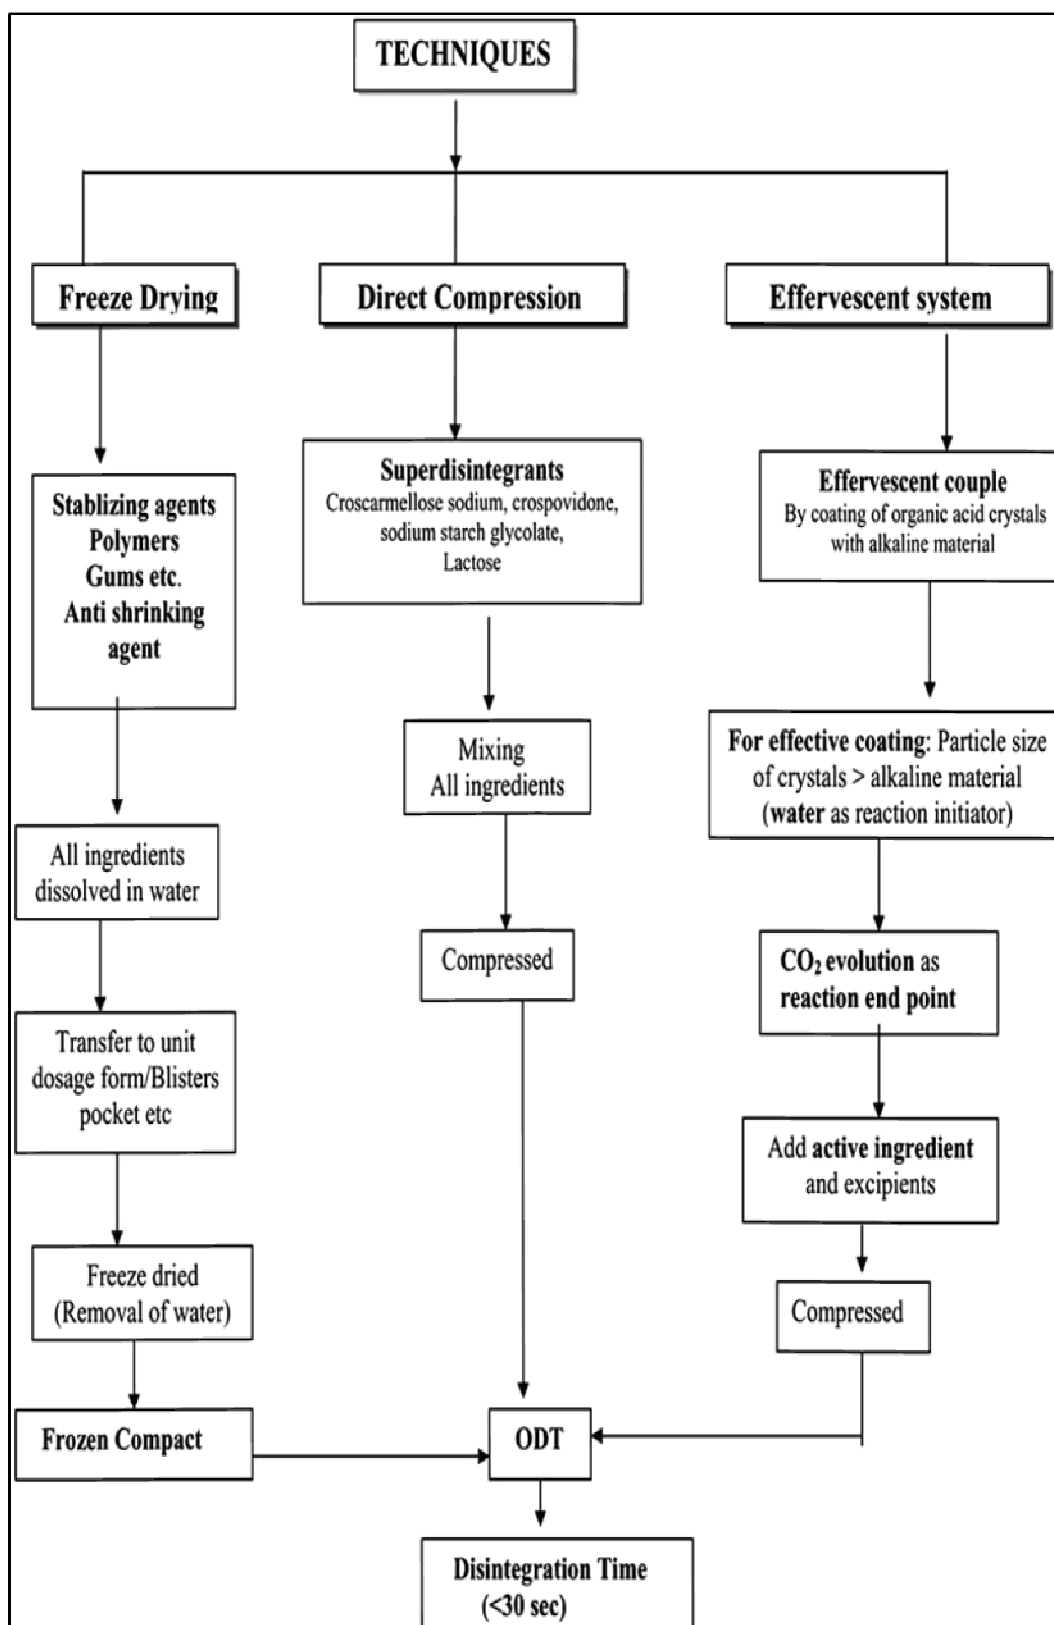 TECHNIQUES
Freeze Drying
Direct Compression
Effervescent system
Stablizing agents
Polymers
Gums etc.
Anti shrinking
agent
All ingredients
dissolved in water
Transfer to unit
dosage form/Blisters
pocket etc
Freeze dried
(Removal of water)
Frozen Compact
Superdisintegrants
Croscarmellose sodium, crospovidone,
sodium starch glycolate,
Lactose
Mixing
All ingredients
Compressed
Effervescent couple
By coating of organic acid crystals
with alkaline material
For effective coating: Particle size
of crystals > alkaline material
(water as reaction initiator)
CO₂ evolution as
reaction end point
Add active ingredient
and excipients
Compressed
ODT
Disintegration Time
(<30 sec)